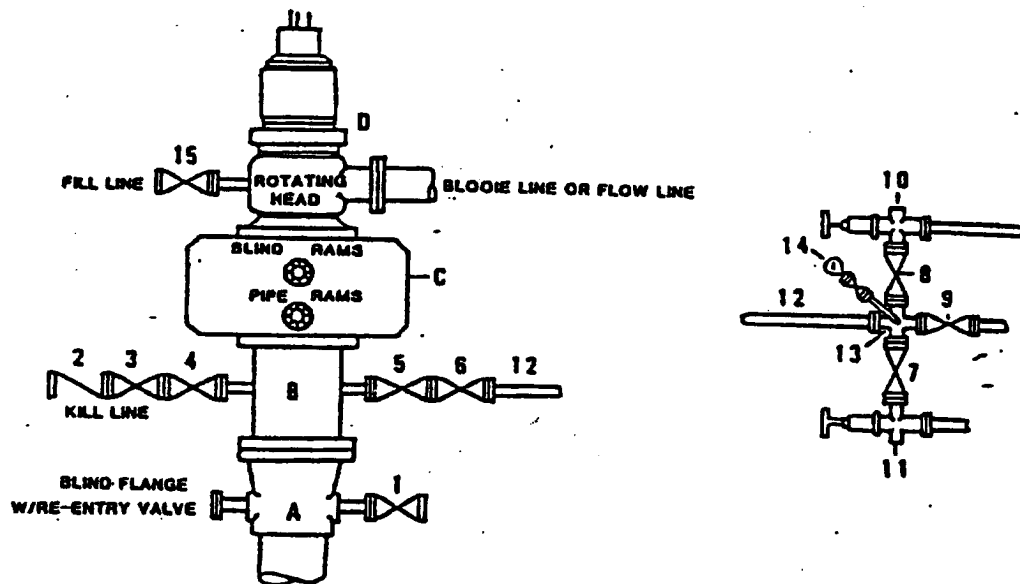 D
15
FILL LINE
ROTATING
HEAD
BLOOIE LINE OR FLOW LINE
BLIND RAMS
C
PIPE RAMS
2 3 4
5 6 12
B
KILL LINE
BLIND FLANGE
W/RE-ENTRY VALVE
A
1
10
14
8
12
9
13
7
11